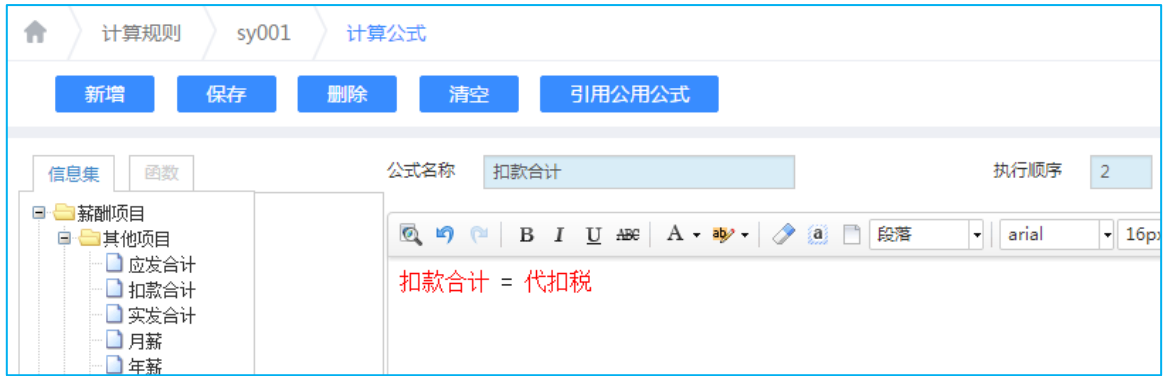 计算规则 sy001 计算公式
新增 保存 删除 清空 引用公用公式
信息集 函数 公式名称 扣款合计 执行顺序 2
薪酬项目
其他项目
B I U ABC A ab a 段落 arial 16p
应发合计
扣款合计 = 代扣税
扣款合计
实发合计
月薪
年薪